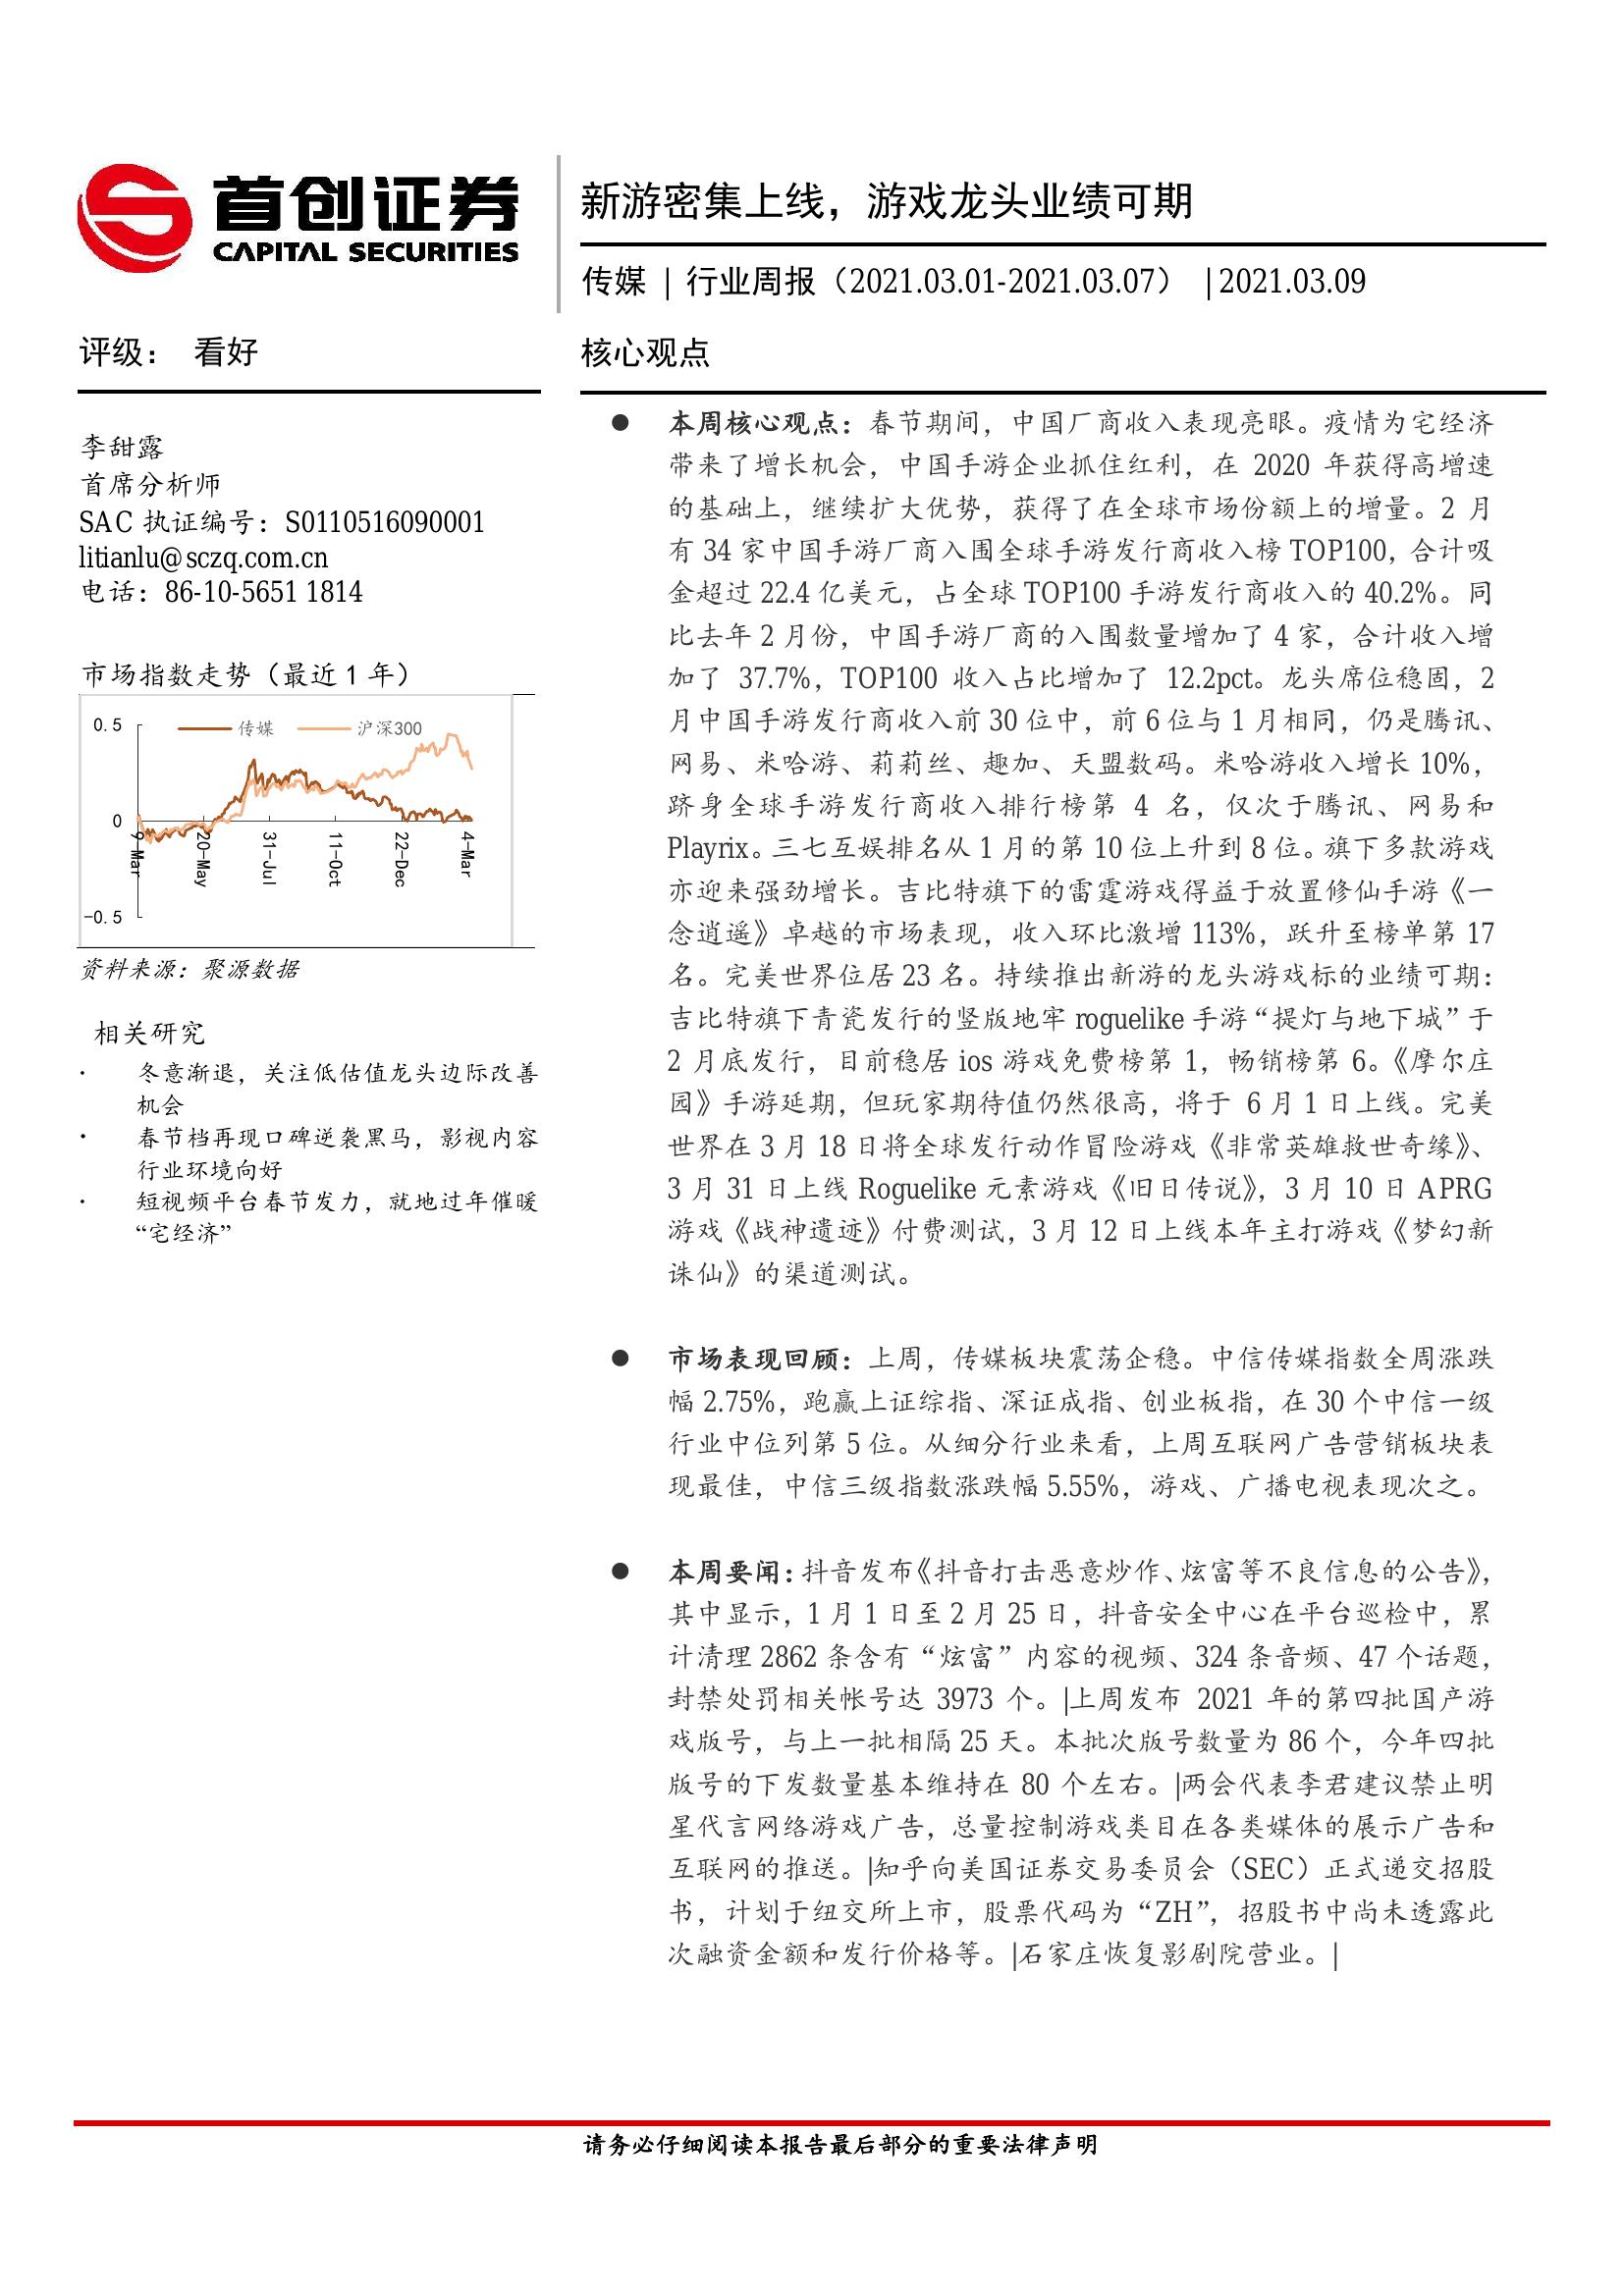 首创证券
CAPITAL SECURITIES
新游密集上线，游戏龙头业绩可期
传媒 | 行业周报（2021.03.01-2021.03.07） |2021.03.09
评级： 看好
李甜露
首席分析师
SAC 执证编号：S0110516090001
litianlu@sczq.com.cn
电话：86-10-5651 1814
市场指数走势（最近 1 年）
传媒 沪深300
0.5
0
-0.5
9-Mar 20-May 31-Jul 11-Oct 22-Dec 4-Mar
资料来源：聚源数据
相关研究
· 冬意渐退，关注低估值龙头边际改善
机会
· 春节档再现口碑逆袭黑马，影视内容
行业环境向好
· 短视频平台春节发力，就地过年催暖
“宅经济”
核心观点
● 本周核心观点：春节期间，中国厂商收入表现亮眼。疫情为宅经济
带来了增长机会，中国手游企业抓住红利，在 2020 年获得高增速
的基础上，继续扩大优势，获得了在全球市场份额上的增量。2 月
有 34 家中国手游厂商入围全球手游发行商收入榜 TOP100，合计吸
金超过 22.4 亿美元，占全球 TOP100 手游发行商收入的 40.2%。同
比去年 2 月份，中国手游厂商的入围数量增加了 4 家，合计收入增
加了 37.7%，TOP100 收入占比增加了 12.2pct。龙头席位稳固，2
月中国手游发行商收入前 30 位中，前 6 位与 1 月相同，仍是腾讯、
网易、米哈游、莉莉丝、趣加、天盟数码。米哈游收入增长 10%，
跻身全球手游发行商收入排行榜第 4 名，仅次于腾讯、网易和
Playrix。三七互娱排名从 1 月的第 10 位上升到 8 位。旗下多款游戏
亦迎来强劲增长。吉比特旗下的雷霆游戏得益于放置修仙手游《一
念逍遥》卓越的市场表现，收入环比激增 113%，跃升至榜单第 17
名。完美世界位居 23 名。持续推出新游的龙头游戏标的业绩可期：
吉比特旗下青瓷发行的竖版地牢 roguelike 手游“提灯与地下城”于
2 月底发行，目前稳居 ios 游戏免费榜第 1，畅销榜第 6。《摩尔庄
园》手游延期，但玩家期待值仍然很高，将于 6 月 1 日上线。完美
世界在 3 月 18 日将全球发行动作冒险游戏《非常英雄救世奇缘》、
3 月 31 日上线 Roguelike 元素游戏《旧日传说》，3 月 10 日 APRG
游戏《战神遗迹》付费测试，3 月 12 日上线本年主打游戏《梦幻新
诛仙》的渠道测试。
● 市场表现回顾：上周，传媒板块震荡企稳。中信传媒指数全周涨跌
幅 2.75%，跑赢上证综指、深证成指、创业板指，在 30 个中信一级
行业中位列第 5 位。从细分行业来看，上周互联网广告营销板块表
现最佳，中信三级指数涨跌幅 5.55%，游戏、广播电视表现次之。
● 本周要闻：抖音发布《抖音打击恶意炒作、炫富等不良信息的公告》，
其中显示，1 月 1 日至 2 月 25 日，抖音安全中心在平台巡检中，累
计清理 2862 条含有“炫富”内容的视频、324 条音频、47 个话题，
封禁处罚相关帐号达 3973 个。|上周发布 2021 年的第四批国产游
戏版号，与上一批相隔 25 天。本批次版号数量为 86 个，今年四批
版号的下发数量基本维持在 80 个左右。|两会代表李君建议禁止明
星代言网络游戏广告，总量控制游戏类目在各类媒体的展示广告和
互联网的推送。|知乎向美国证券交易委员会（SEC）正式递交招股
书，计划于纽交所上市，股票代码为“ZH”，招股书中尚未透露此
次融资金额和发行价格等。|石家庄恢复影剧院营业。|
请务必仔细阅读本报告最后部分的重要法律声明